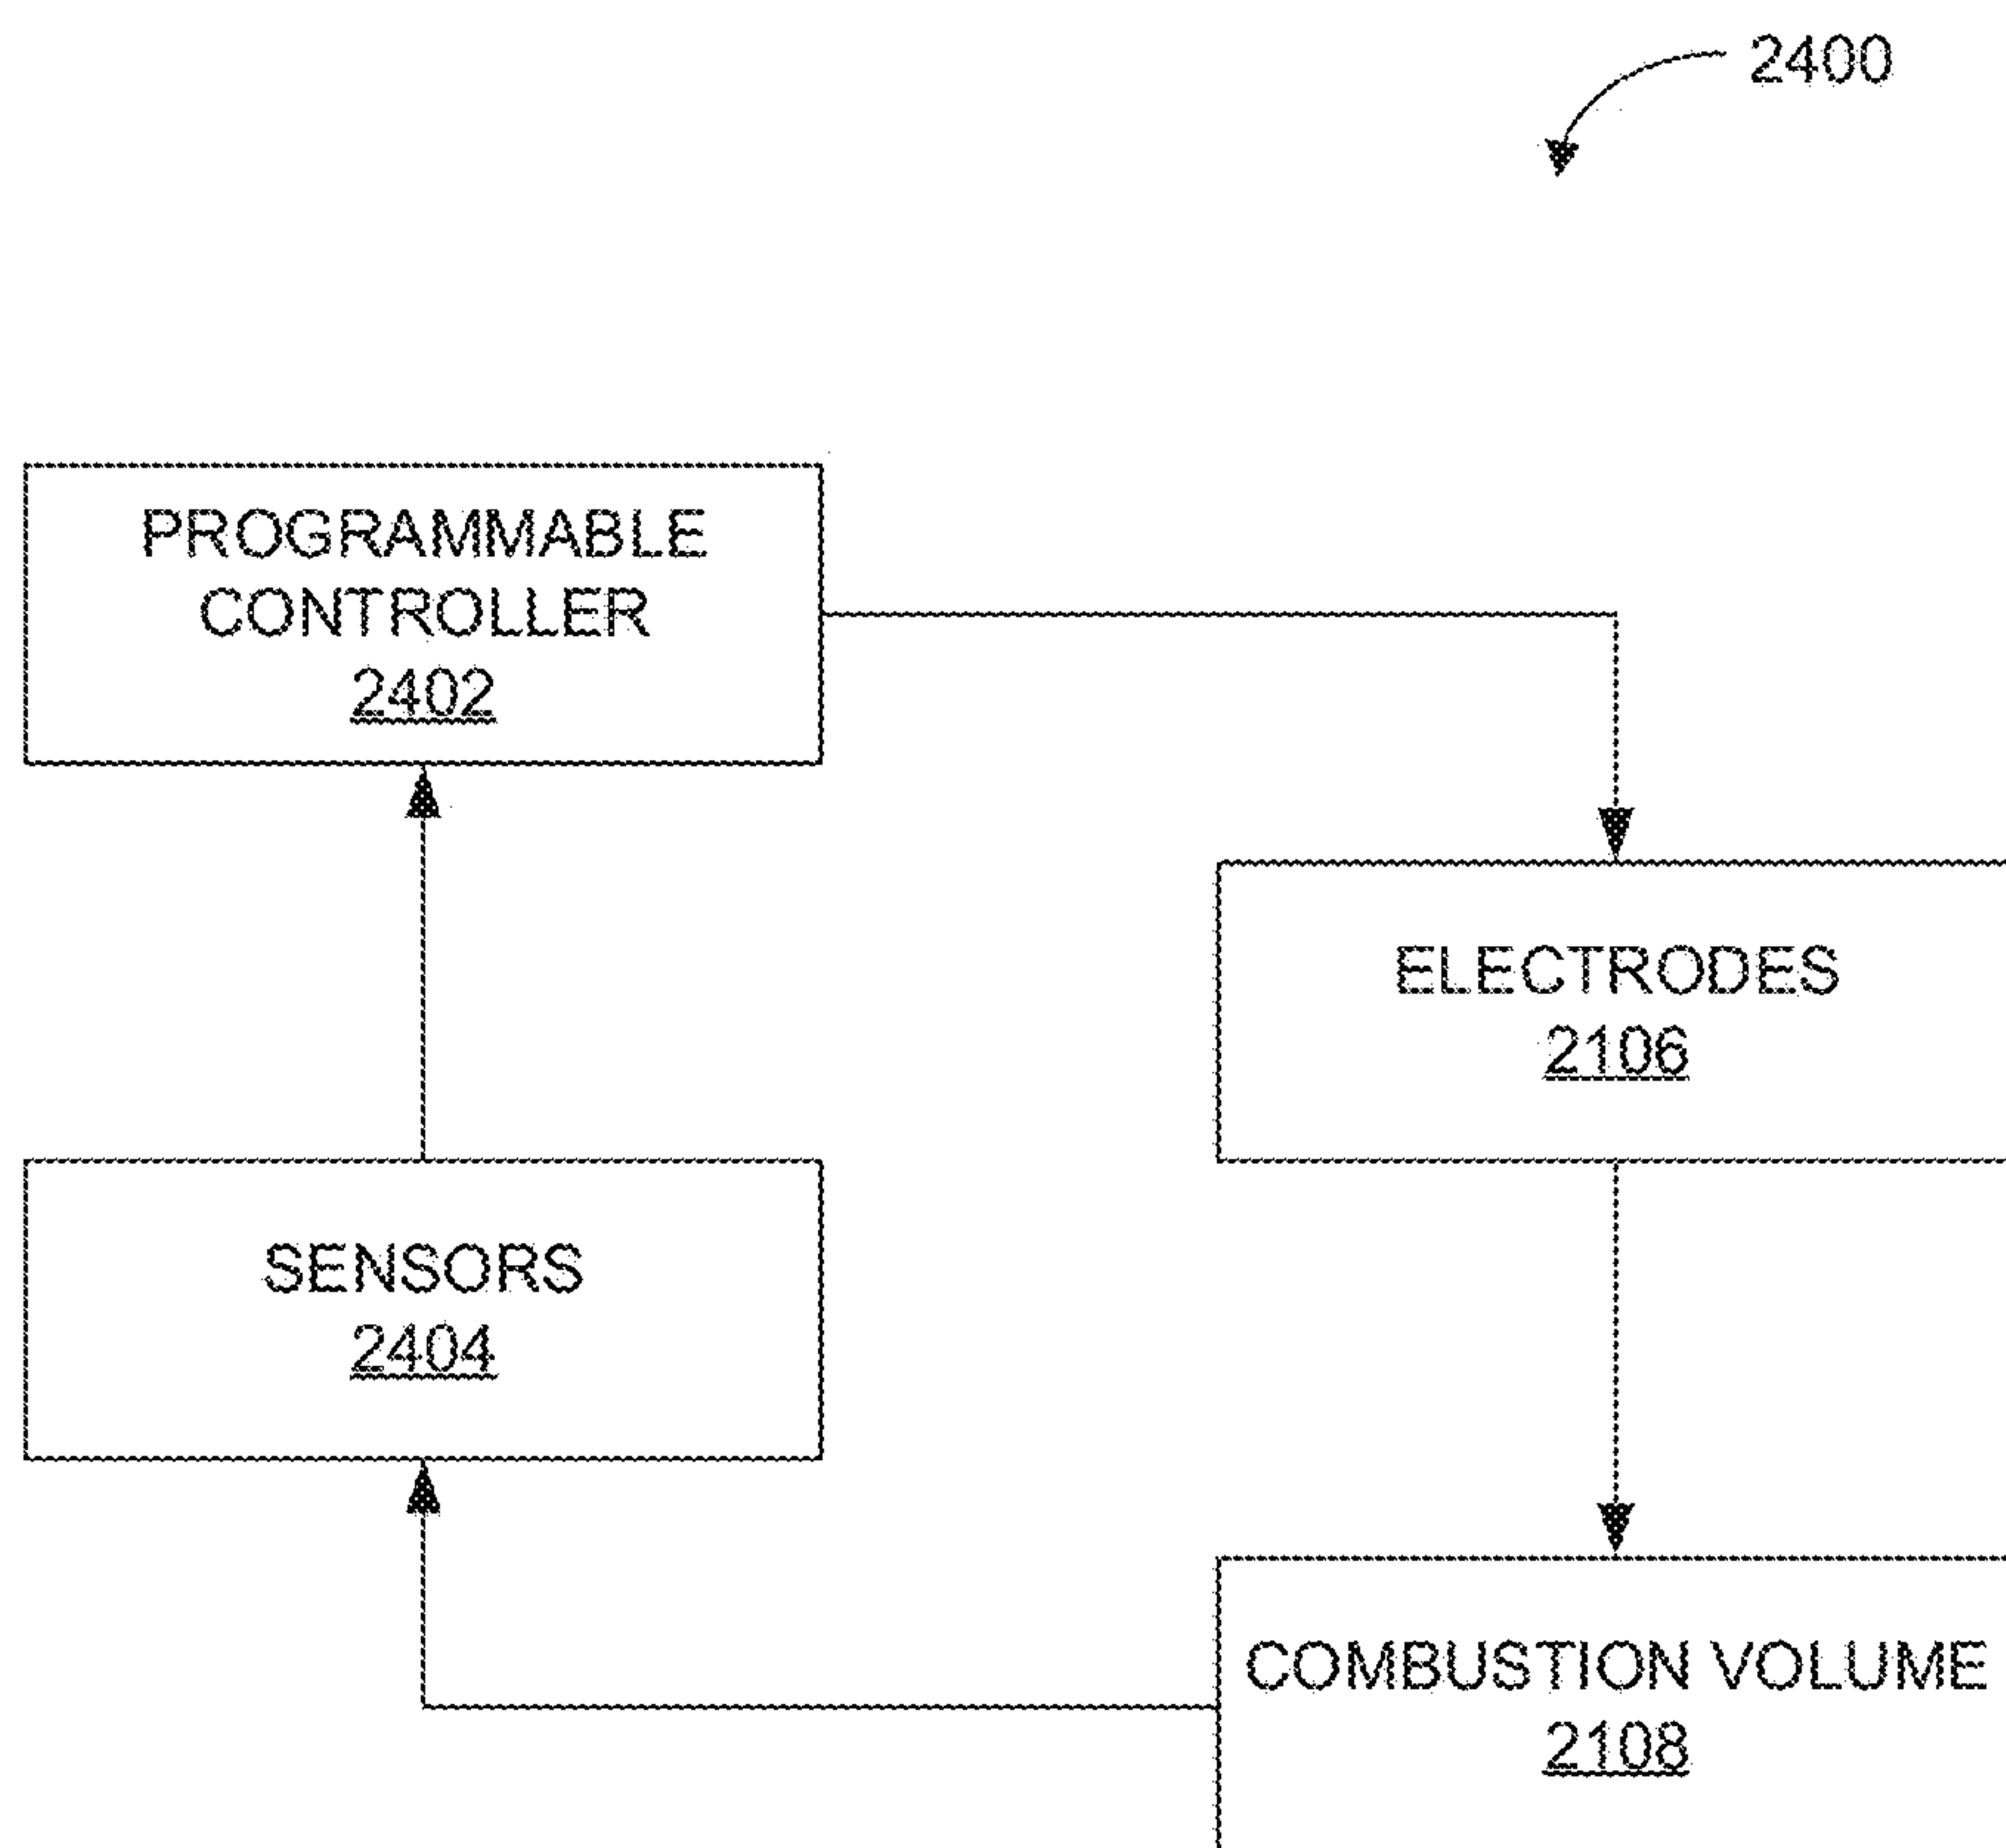 2400
PROGRAMMABLE
CONTROLLER
2402
ELECTRODES
2106
SENSORS
2404
COMBUSTION VOLUME
2108